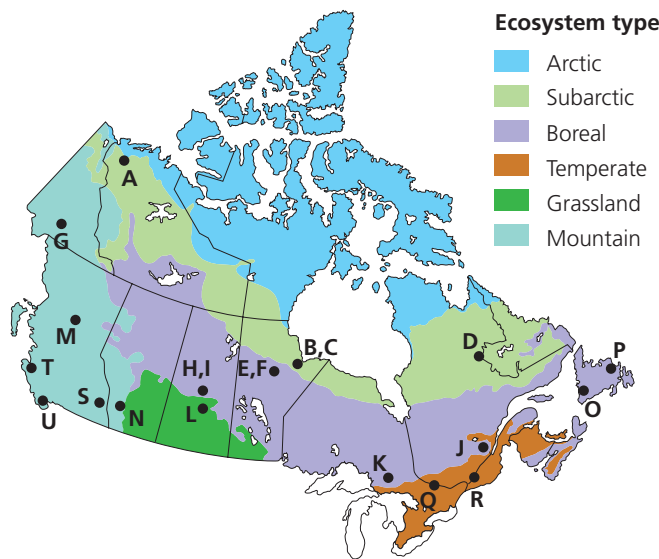 Ecosystem type
Arctic
Subarctic
Boreal
Temperate
Grassland
Mountain
A
G
M
B,C
D
T
H,I
E,F
P
S
N
L
O
U
J
K
Q
R